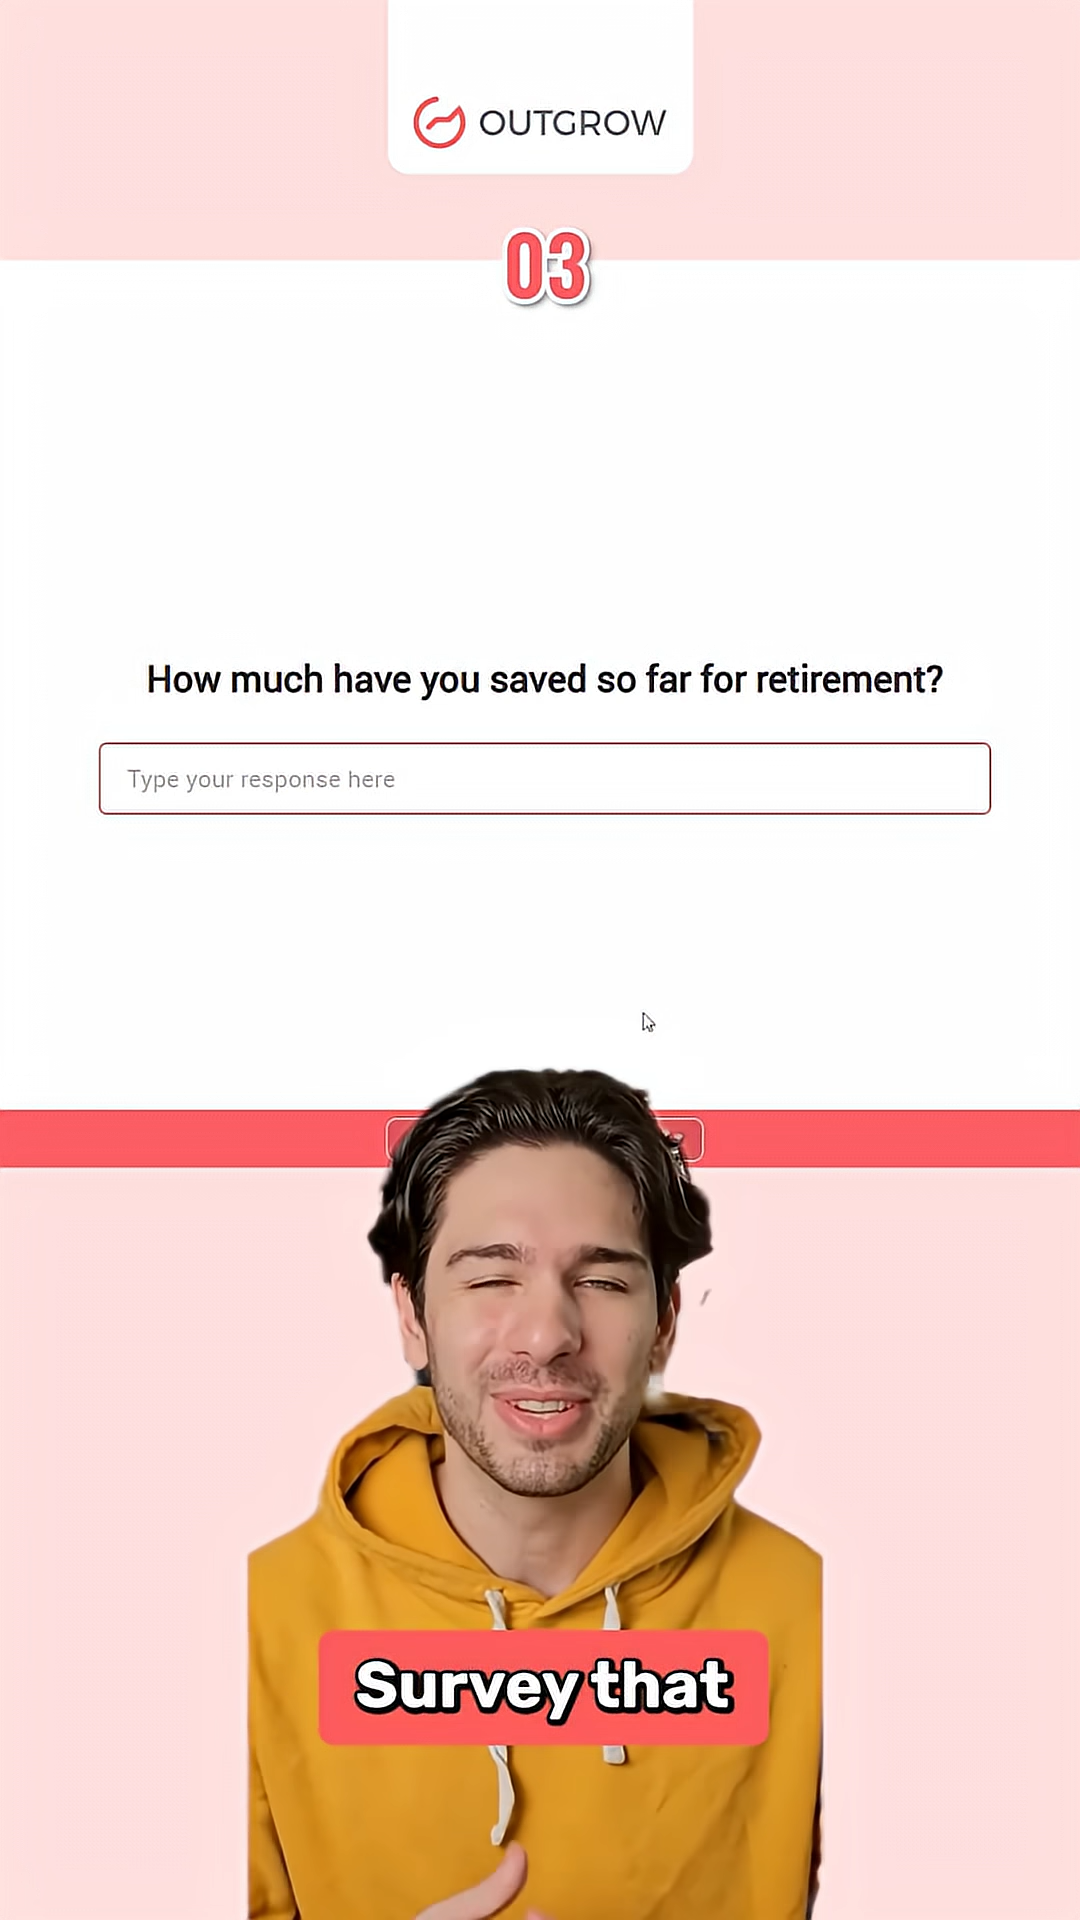 OUTGROW
03
How much have you saved so far for retirement?
Type your response here
Survey that